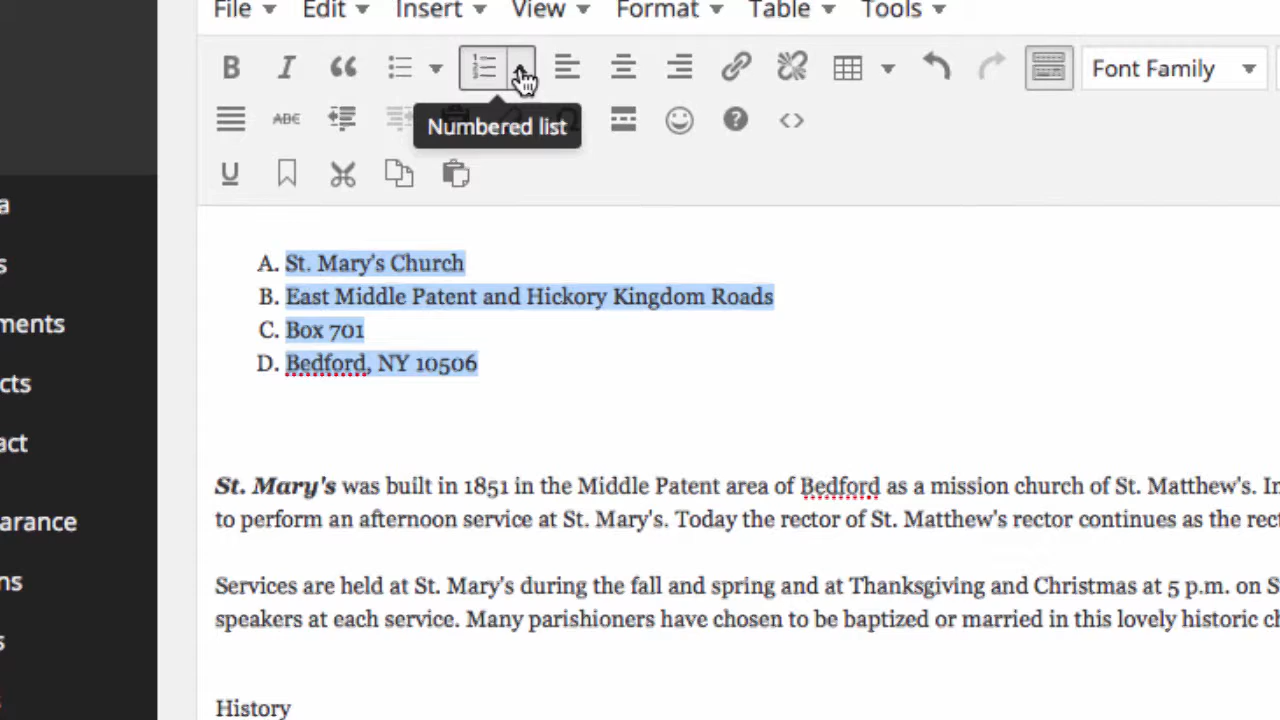 File Edit Insert View Format Table Tools
B I Font Family
ABC
Numbered list
U
a
A. St. Mary's Church
s
B. East Middle Patent and Hickory Kingdom Roads
ments
C. Box 701
D. Bedford, NY 10506
cts
act
St. Mary's was built in 1851 in the Middle Patent area of Bedford as a mission church of St. Matthew's. In
arance
to perform an afternoon service at St. Mary's. Today the rector of St. Matthew's rector continues as the rect
ns
Services are held at St. Mary's during the fall and spring and at Thanksgiving and Christmas at 5 p.m. on S
speakers at each service. Many parishioners have chosen to be baptized or married in this lovely historic ch
s
History